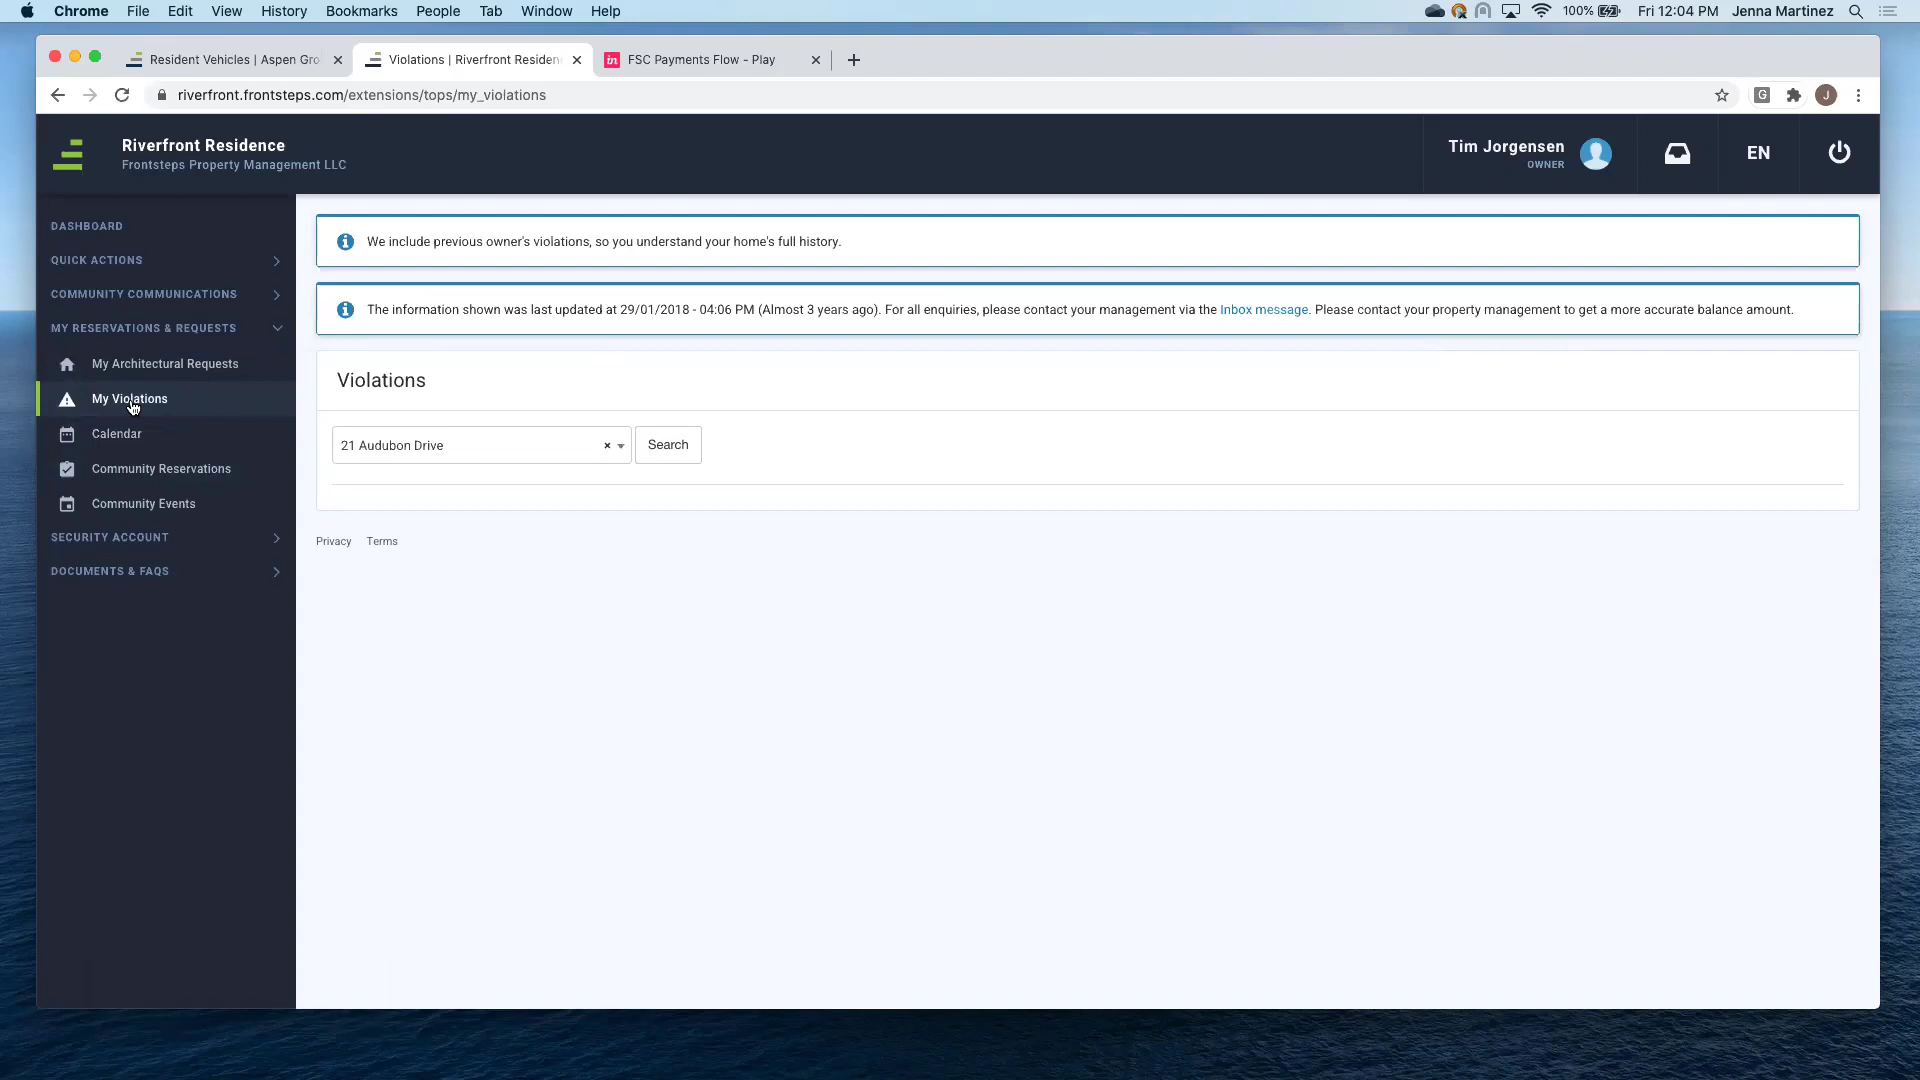 Chrome File Edit View History Bookmarks People Tab Window Help 100% Fri 12:04 PM Jenna Martinez
Resident Vehicles | Aspen Gro
Violations | Riverfront Residen
in FSC Payments Flow - Play
riverfront.frontsteps.com/extensions/tops/my_violations
G
J
Riverfront Residence
Frontsteps Property Management LLC
Tim Jorgensen
OWNER
EN
DASHBOARD
QUICK ACTIONS
COMMUNITY COMMUNICATIONS
MY RESERVATIONS & REQUESTS
My Architectural Requests
My Violations
Calendar
Community Reservations
Community Events
SECURITY ACCOUNT
DOCUMENTS & FAQS
We include previous owner's violations, so you understand your home's full history.
The information shown was last updated at 29/01/2018 - 04:06 PM (Almost 3 years ago). For all enquiries, please contact your management via the Inbox message. Please contact your property management to get a more accurate balance amount.
Violations
21 Audubon Drive
Search
Privacy Terms